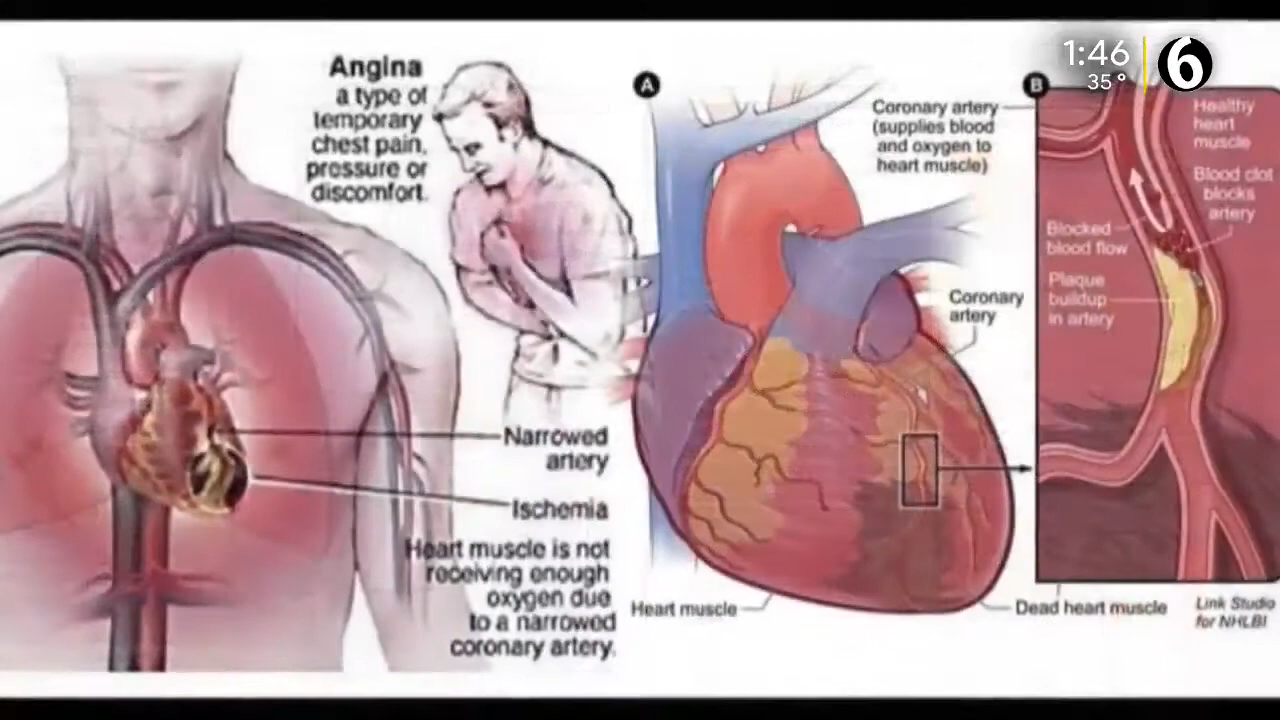 1:46
35°
6
Angina
a type of
temporary
chest pain,
pressure or
discomfort.
Narrowed
artery
Ischemia
Heart muscle is not
receiving enough
oxygen due
to a narrowed
coronary artery.
A
Coronary artery
(supplies blood
and oxygen to
heart muscle)
Coronary
artery
Heart muscle
Dead heart muscle
B
Healthy
heart
muscle
Blood clot
blocks
artery
Blocked
blood flow
Plaque
buildup
in artery
Link Studio
for NHLBI